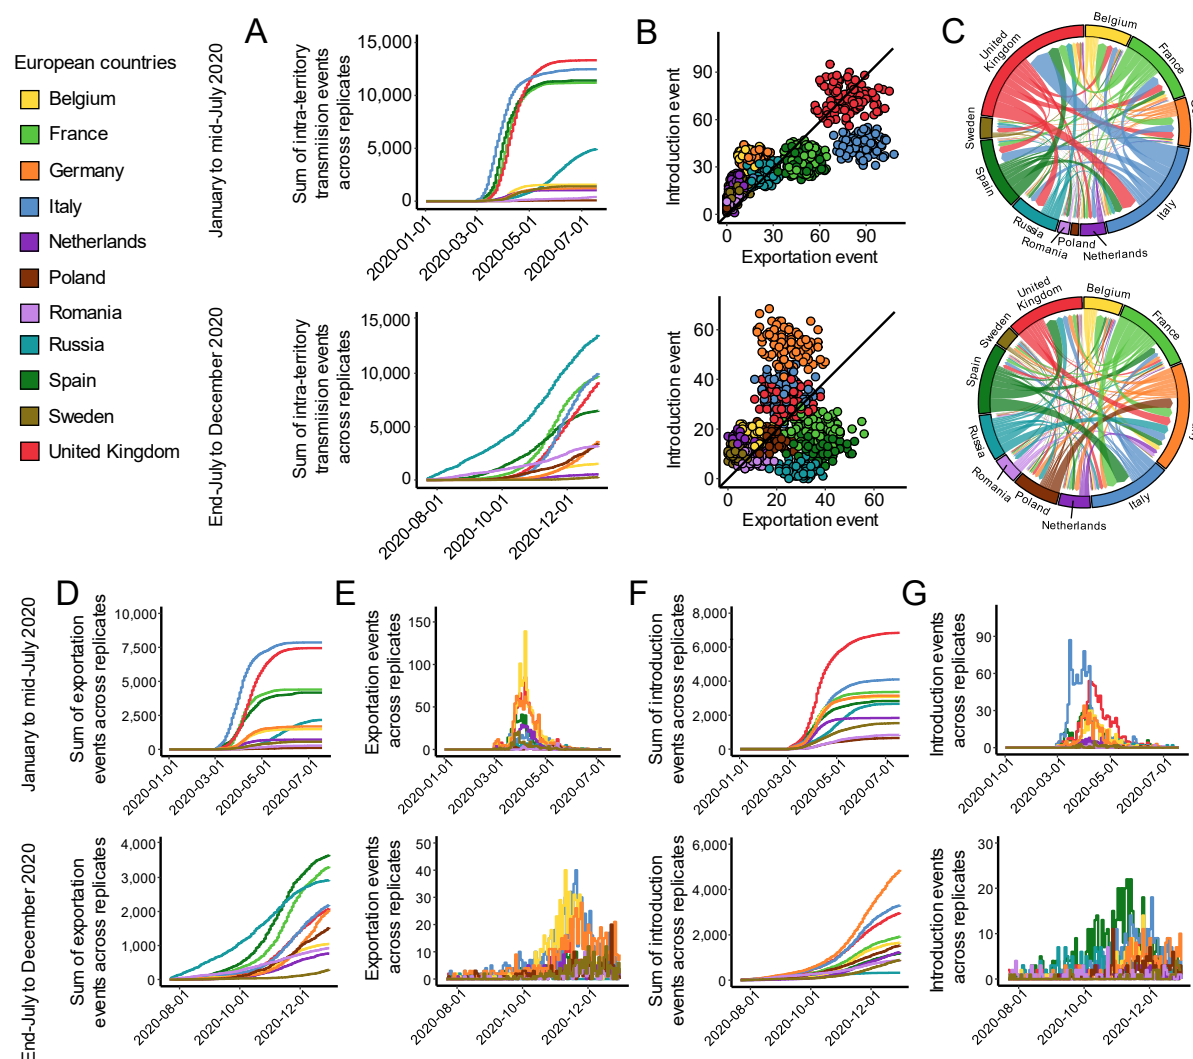 European countries
Belgium
France
Germany
Italy
Netherlands
Poland
Romania
Russia
Spain
Sweden
United Kingdom
January to mid-July 2020
End-July to December 2020
A
Sum of intra-territory
transmiision events
across replicates
15,000
10,000
5,000
0
2020-01-01
2020-03-01
2020-05-01
2020-07-01
Sum of intra-territory
transmiision events
across replicates
15,000
10,000
5,000
0
2020-08-01
2020-10-01
2020-12-01
B
Introduction event
90
60
30
0
0
30
60
90
Exportation event
Introduction event
60
40
20
0
0
20
40
60
Exportation event
C
United
Kingdom
Belgium
France
Italy
Netherlands
Poland
Romania
Russia
Spain
Sweden
United
Kingdom
Belgium
France
Italy
Netherlands
Poland
Romania
Russia
Spain
Sweden
January to mid-July 2020
End-July to December 2020
D
Sum of exportation
events across replicates
10,000
7,500
5,000
2,500
0
2020-01-01
2020-03-01
2020-05-01
2020-07-01
Sum of exportation
events across replicates
4,000
3,000
2,000
1,000
0
2020-08-01
2020-10-01
2020-12-01
E
Exportation events
across replicates
150
100
50
0
2020-01-01
2020-03-01
2020-05-01
2020-07-01
Exportation events
across replicates
50
40
30
20
10
0
2020-08-01
2020-10-01
2020-12-01
F
Sum of introduction
events across replicates
8,000
6,000
4,000
2,000
0
2020-01-01
2020-03-01
2020-05-01
2020-07-01
Sum of introduction
events across replicates
6,000
4,000
2,000
0
2020-08-01
2020-10-01
2020-12-01
G
Introduction events
across replicates
90
60
30
0
2020-01-01
2020-03-01
2020-05-01
2020-07-01
Introduction events
across replicates
30
20
10
0
2020-08-01
2020-10-01
2020-12-01